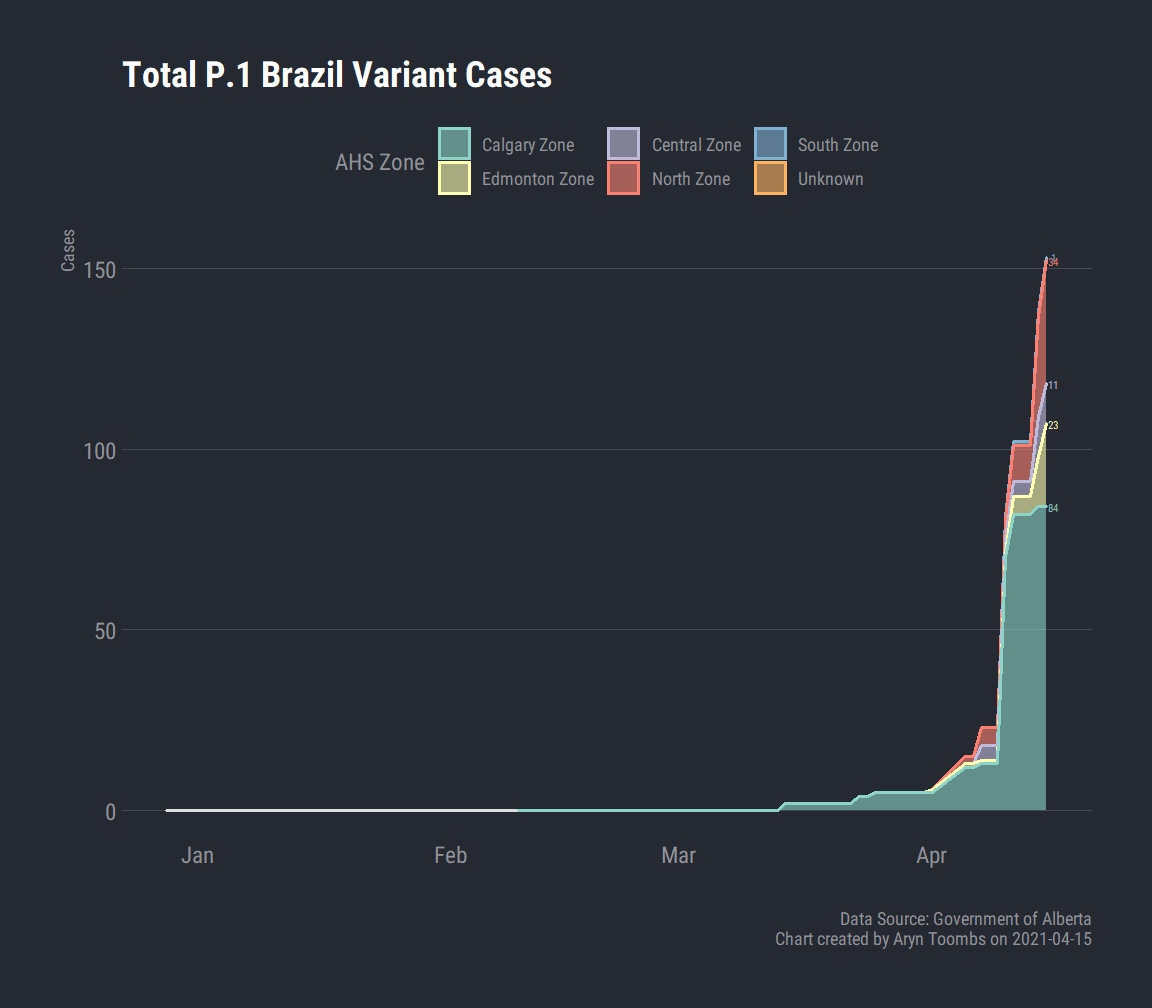 Total P.1 Brazil Variant Cases
AHS Zone
Calgary Zone
Central Zone
South Zone
Edmonton Zone
North Zone
Unknown
Cases
150
100
50
0
1
34
11
23
84
Jan
Feb
Mar
Apr
Data Source: Government of Alberta
Chart created by Aryn Toombs on 2021-04-15